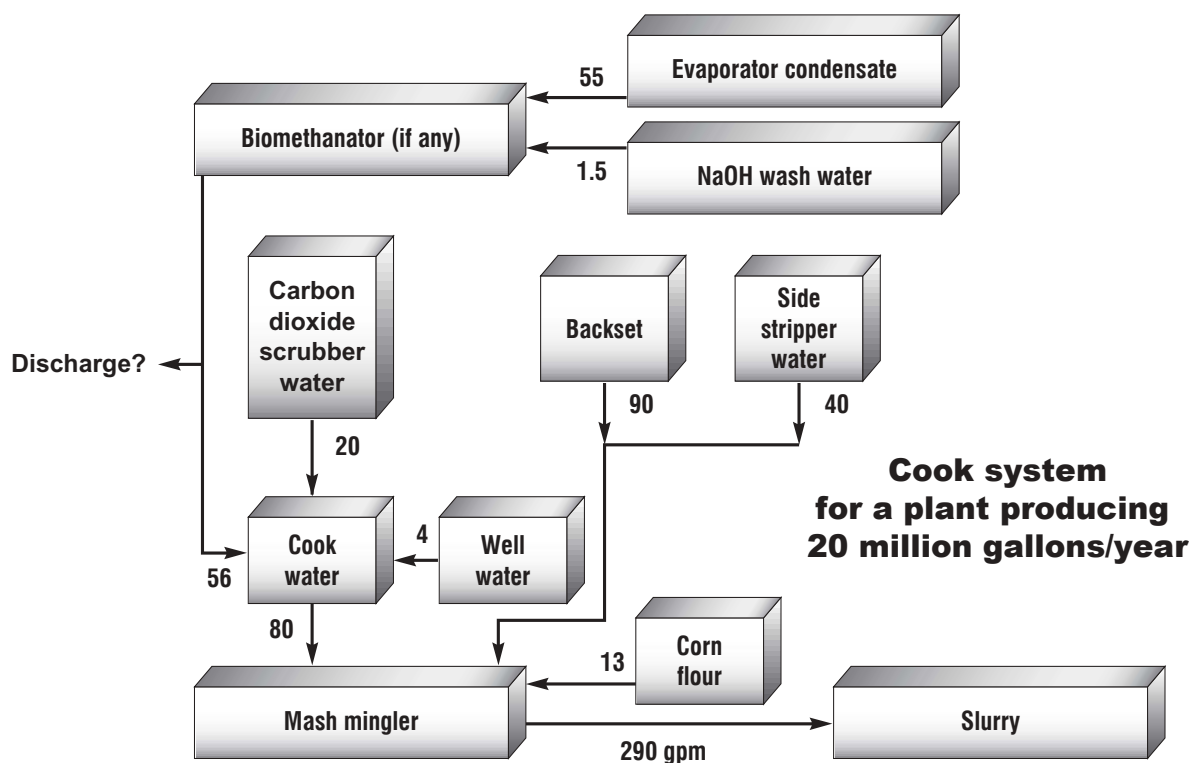 Evaporator condensate
55
Biomethanator (if any)
1.5
NaOH wash water
Carbon
dioxide
scrubber
water
Backset
Side
stripper
water
Discharge?
90
40
20
Cook system
for a plant producing
20 million gallons/year
Cook
water
4
Well
water
56
80
Corn
flour
13
Mash mingler
Slurry
290 gpm